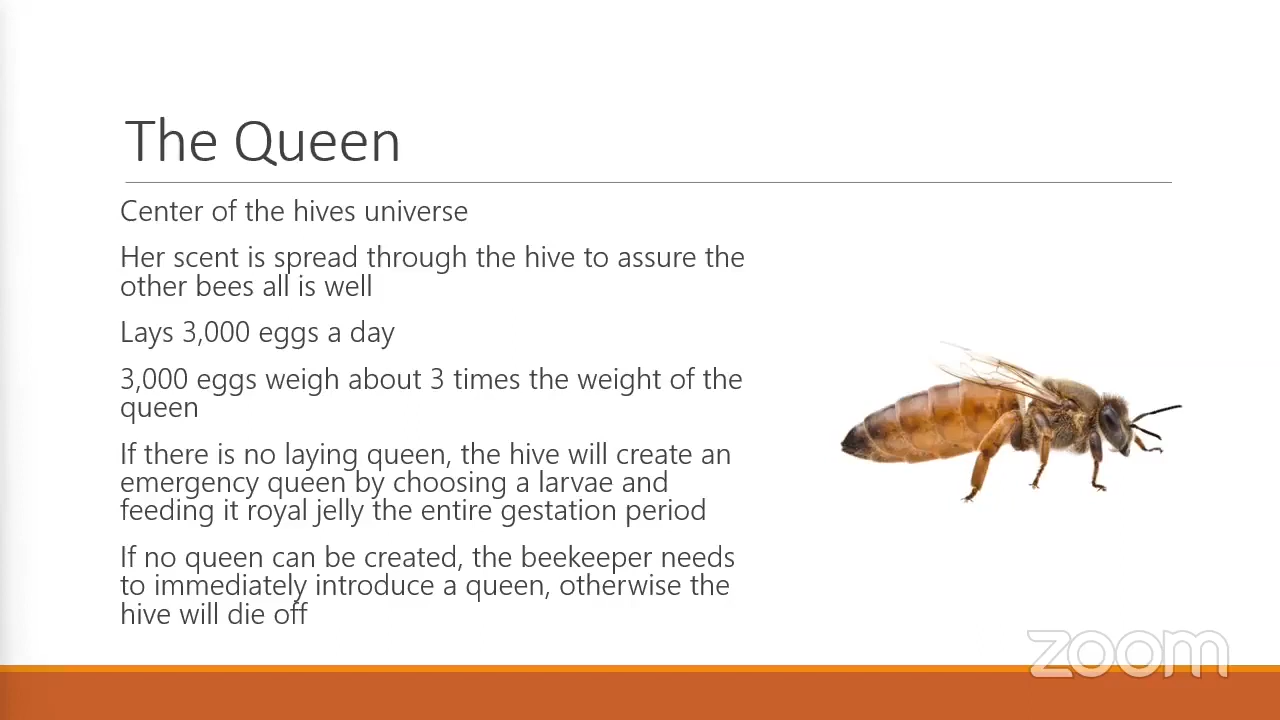 The Queen
Center of the hives universe
Her scent is spread through the hive to assure the
other bees all is well
Lays 3,000 eggs a day
3,000 eggs weigh about 3 times the weight of the
queen
If there is no laying queen, the hive will create an
emergency queen by choosing a larvae and
feeding it royal jelly the entire gestation period
If no queen can be created, the beekeeper needs
to immediately introduce a queen, otherwise the
hive will die off
zoom